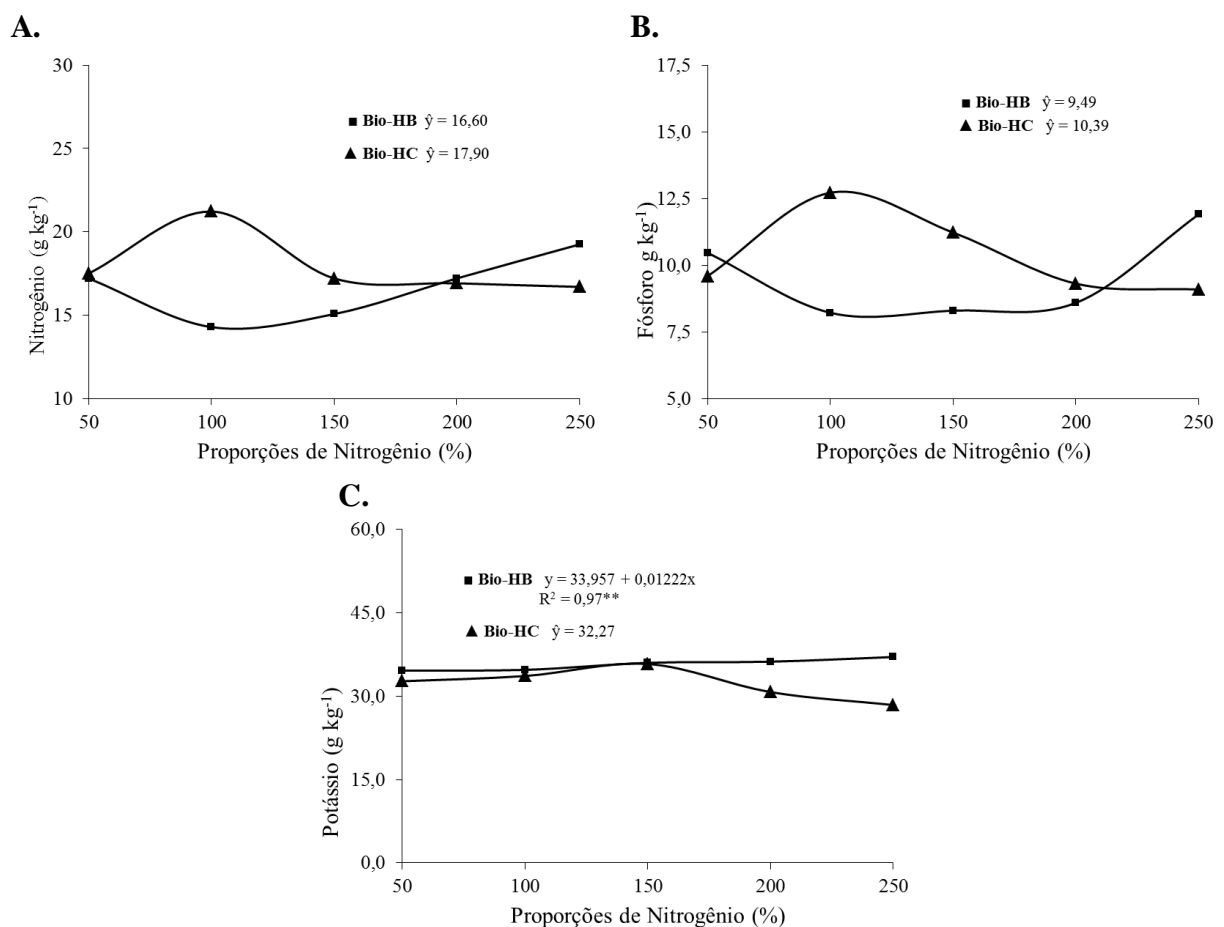 A.
Nitrogênio (g kg⁻¹)
30
25
20
15
10
Bio-HB ŷ = 16,60
Bio-HC ŷ = 17,90
50 100 150 200 250
Proporções de Nitrogênio (%)
B.
Fósforo g kg⁻¹)
17,5
15,0
12,5
10,0
7,5
5,0
Bio-HB ŷ = 9,49
Bio-HC ŷ = 10,39
50 100 150 200 250
Proporções de Nitrogênio (%)
C.
Potássio (g kg⁻¹)
60,0
45,0
30,0
15,0
0,0
Bio-HB y = 33,957 + 0,01222x
R² = 0,97**
Bio-HC ŷ = 32,27
50 100 150 200 250
Proporções de Nitrogênio (%)